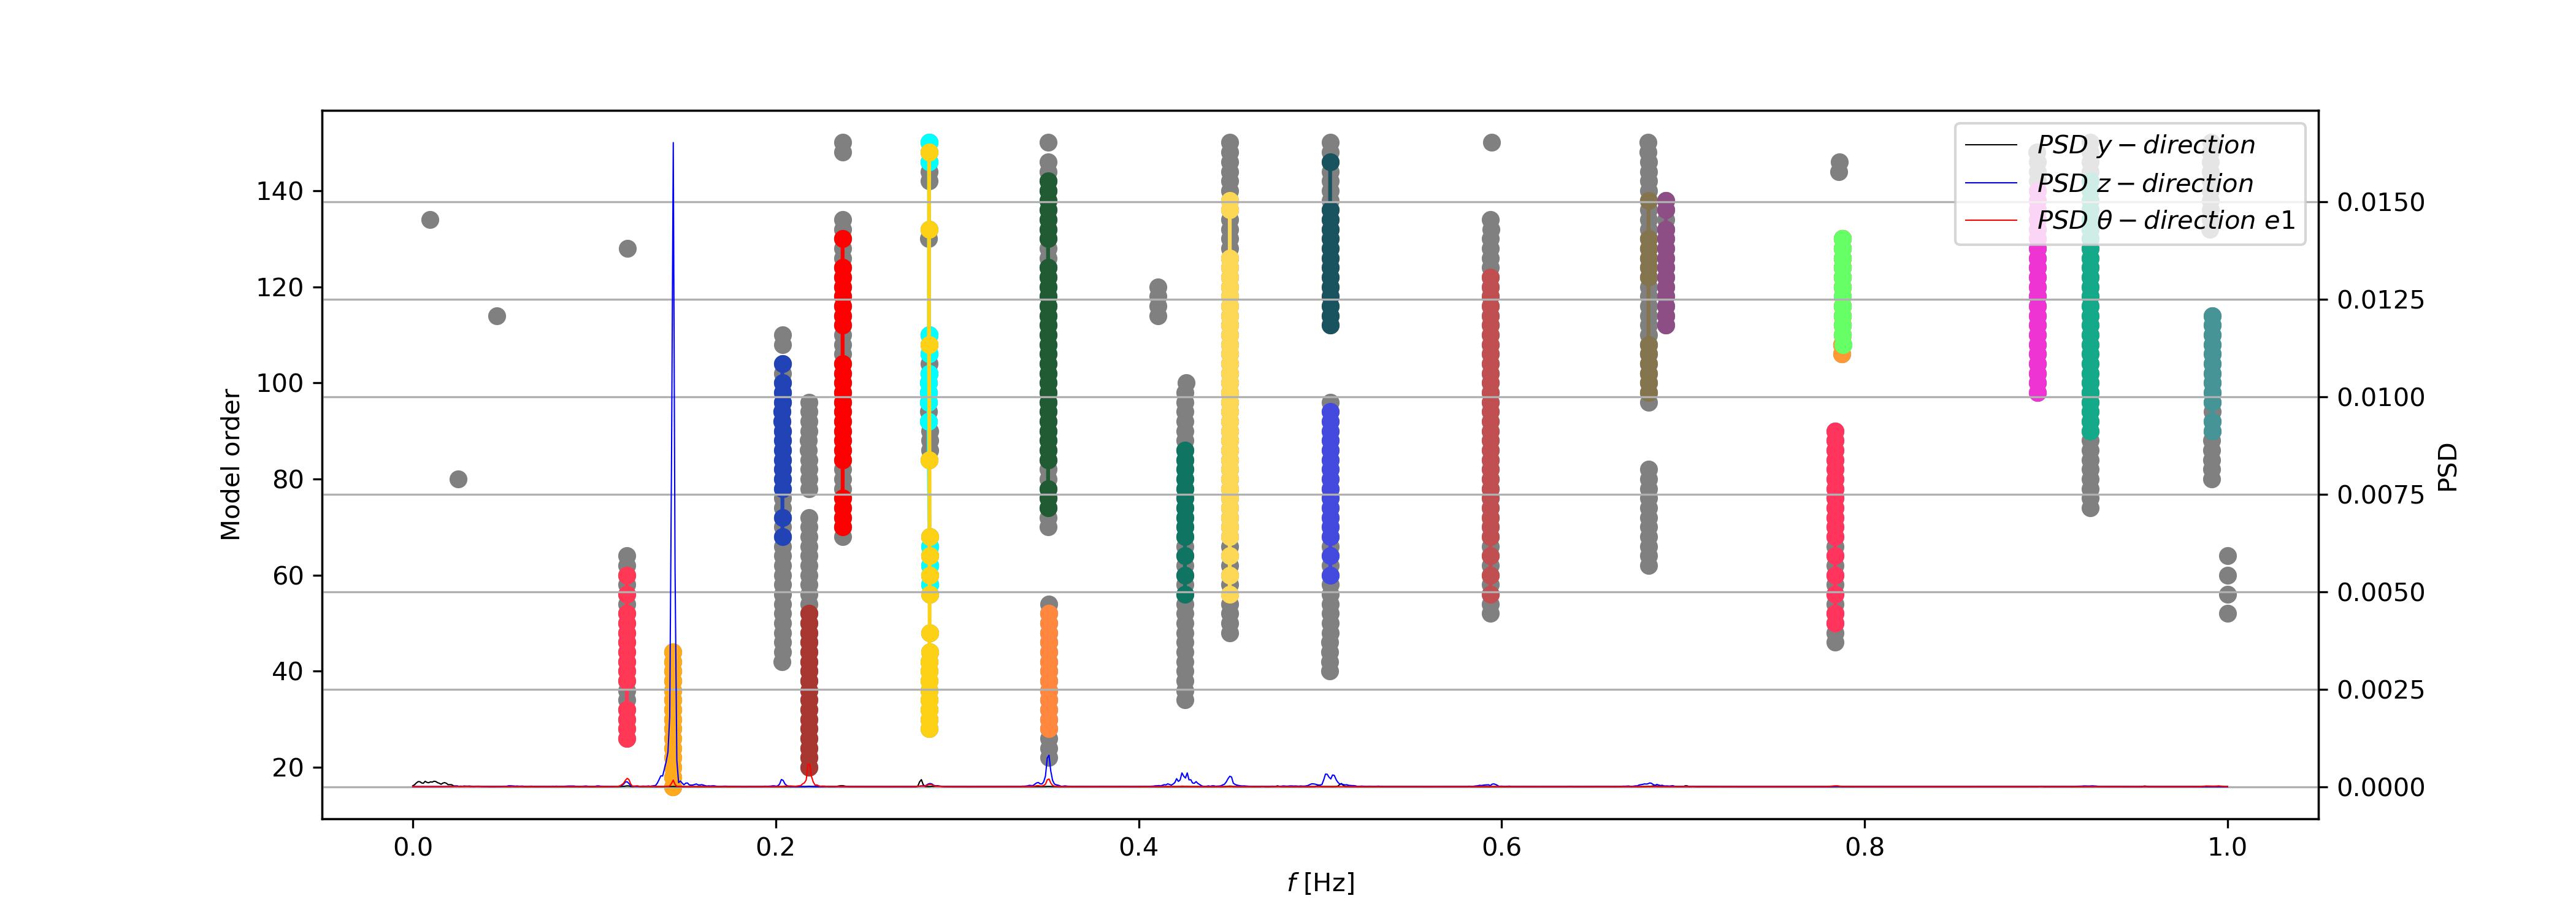 PSD y − direction
PSD z − direction
PSD θ − direction e1
140
120
100
80
60
40
20
Model order
0.0150
0.0125
0.0100
0.0075
0.0050
0.0025
0.0000
PSD
0.0 0.2 0.4 0.6 0.8 1.0
f [Hz]